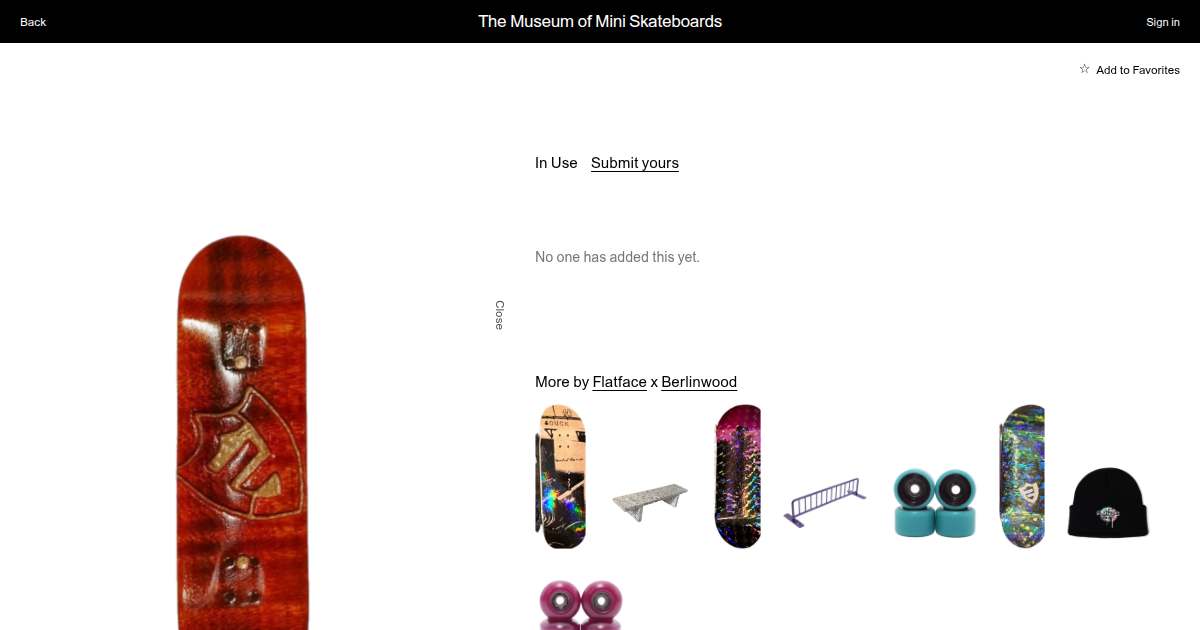 Back
The Museum of Mini Skateboards
Sign in
☆ Add to Favorites
In Use Submit yours
No one has added this yet.
Close
More by Flatface x Berlinwood